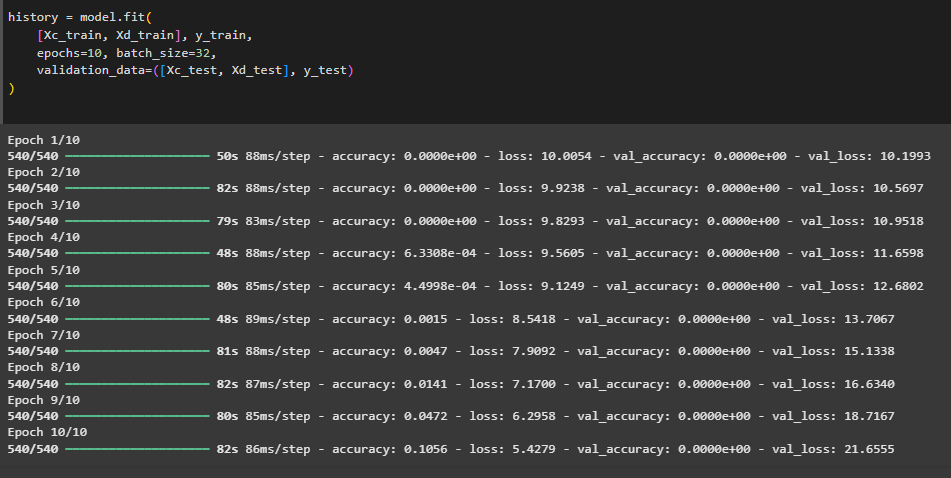 history = model.fit(
    [Xc_train, Xd_train], y_train,
    epochs=10, batch_size=32,
    validation_data=([Xc_test, Xd_test], y_test)
)
Epoch 1/10
540/540 ━━━━━━━━━━━━━━━━━━━━ 50s 88ms/step - accuracy: 0.0000e+00 - loss: 10.0054 - val_accuracy: 0.0000e+00 - val_loss: 10.1993
Epoch 2/10
540/540 ━━━━━━━━━━━━━━━━━━━━ 82s 88ms/step - accuracy: 0.0000e+00 - loss: 9.9238 - val_accuracy: 0.0000e+00 - val_loss: 10.5697
Epoch 3/10
540/540 ━━━━━━━━━━━━━━━━━━━━ 79s 83ms/step - accuracy: 0.0000e+00 - loss: 9.8293 - val_accuracy: 0.0000e+00 - val_loss: 10.9518
Epoch 4/10
540/540 ━━━━━━━━━━━━━━━━━━━━ 48s 88ms/step - accuracy: 6.3308e-04 - loss: 9.5605 - val_accuracy: 0.0000e+00 - val_loss: 11.6598
Epoch 5/10
540/540 ━━━━━━━━━━━━━━━━━━━━ 80s 85ms/step - accuracy: 4.4998e-04 - loss: 9.1249 - val_accuracy: 0.0000e+00 - val_loss: 12.6802
Epoch 6/10
540/540 ━━━━━━━━━━━━━━━━━━━━ 48s 89ms/step - accuracy: 0.0015 - loss: 8.5418 - val_accuracy: 0.0000e+00 - val_loss: 13.7067
Epoch 7/10
540/540 ━━━━━━━━━━━━━━━━━━━━ 81s 88ms/step - accuracy: 0.0047 - loss: 7.9092 - val_accuracy: 0.0000e+00 - val_loss: 15.1338
Epoch 8/10
540/540 ━━━━━━━━━━━━━━━━━━━━ 82s 87ms/step - accuracy: 0.0141 - loss: 7.1700 - val_accuracy: 0.0000e+00 - val_loss: 16.6340
Epoch 9/10
540/540 ━━━━━━━━━━━━━━━━━━━━ 80s 85ms/step - accuracy: 0.0472 - loss: 6.2958 - val_accuracy: 0.0000e+00 - val_loss: 18.7167
Epoch 10/10
540/540 ━━━━━━━━━━━━━━━━━━━━ 82s 86ms/step - accuracy: 0.1056 - loss: 5.4279 - val_accuracy: 0.0000e+00 - val_loss: 21.6555